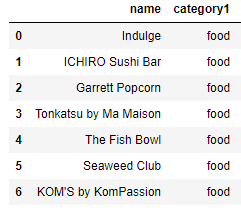 name category1
0 Indulge food
1 ICHIRO Sushi Bar food
2 Garrett Popcorn food
3 Tonkatsu by Ma Maison food
4 The Fish Bowl food
5 Seaweed Club food
6 KOM'S by KomPassion food